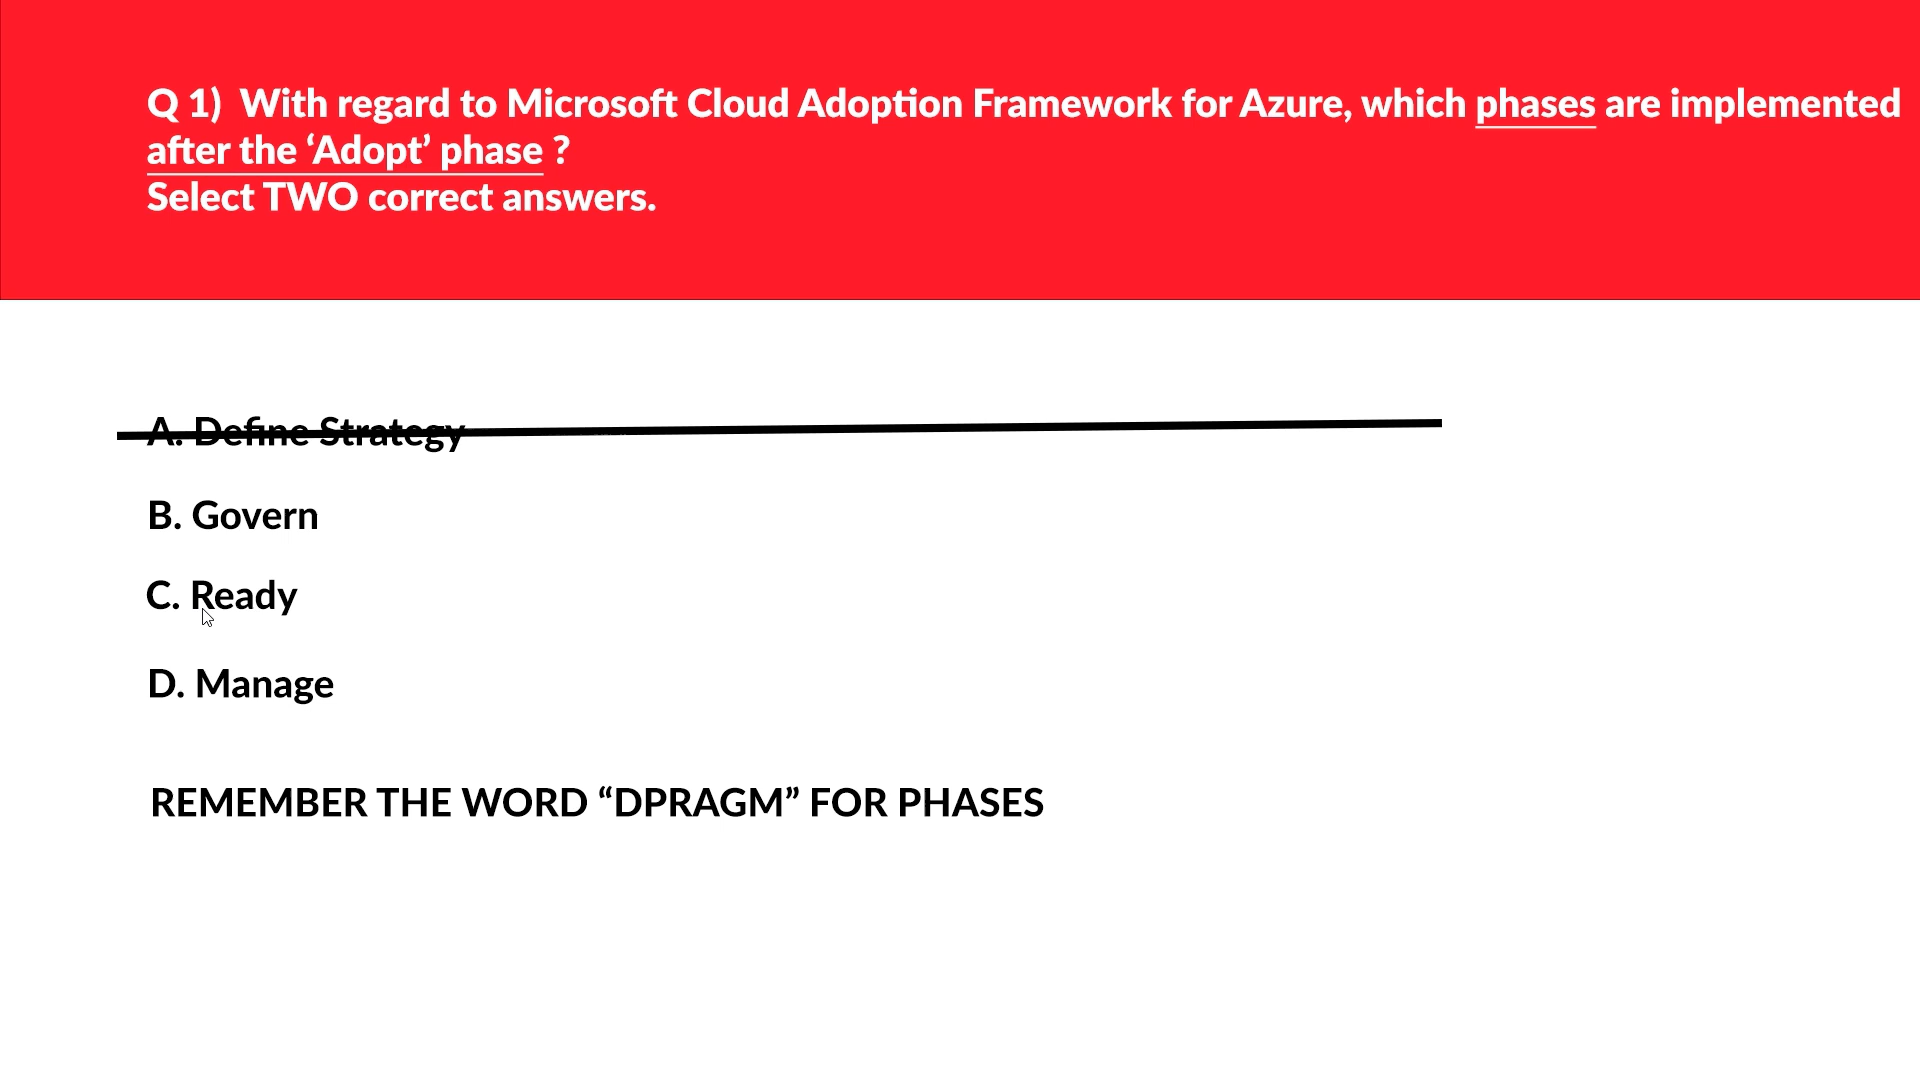 Q 1)  With regard to Microsoft Cloud Adoption Framework for Azure, which phases are implemented
after the ‘Adopt’ phase ?
Select TWO correct answers.
A. Define Strategy
B. Govern
C. Ready
D. Manage
REMEMBER THE WORD “DPRAGM” FOR PHASES